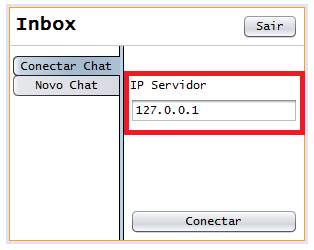 Inbox
Sair
Conectar Chat
Novo Chat
IP Servidor
127.0.0.1
Conectar